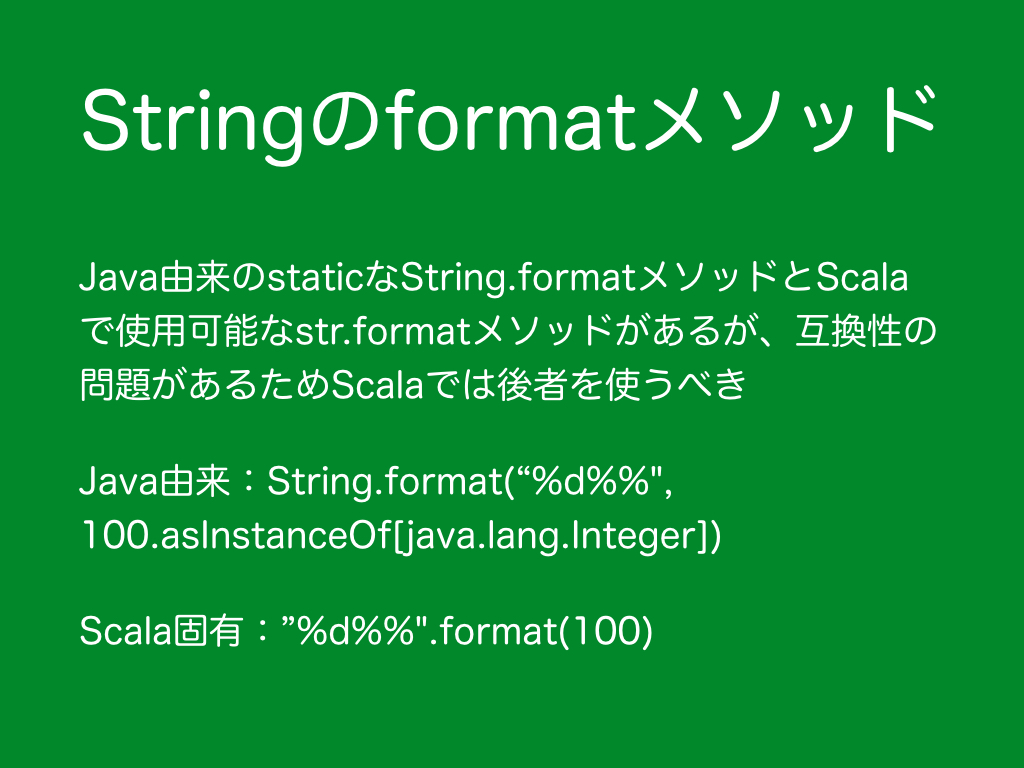 Stringのformatメソッド
Java由来のstaticなString.formatメソッドとScala
で使用可能なstr.formatメソッドがあるが、互換性の
問題があるためScalaでは後者を使うべき
Java由来：String.format(“%d%%",
100.asInstanceOf[java.lang.Integer])
Scala固有：”%d%%".format(100)